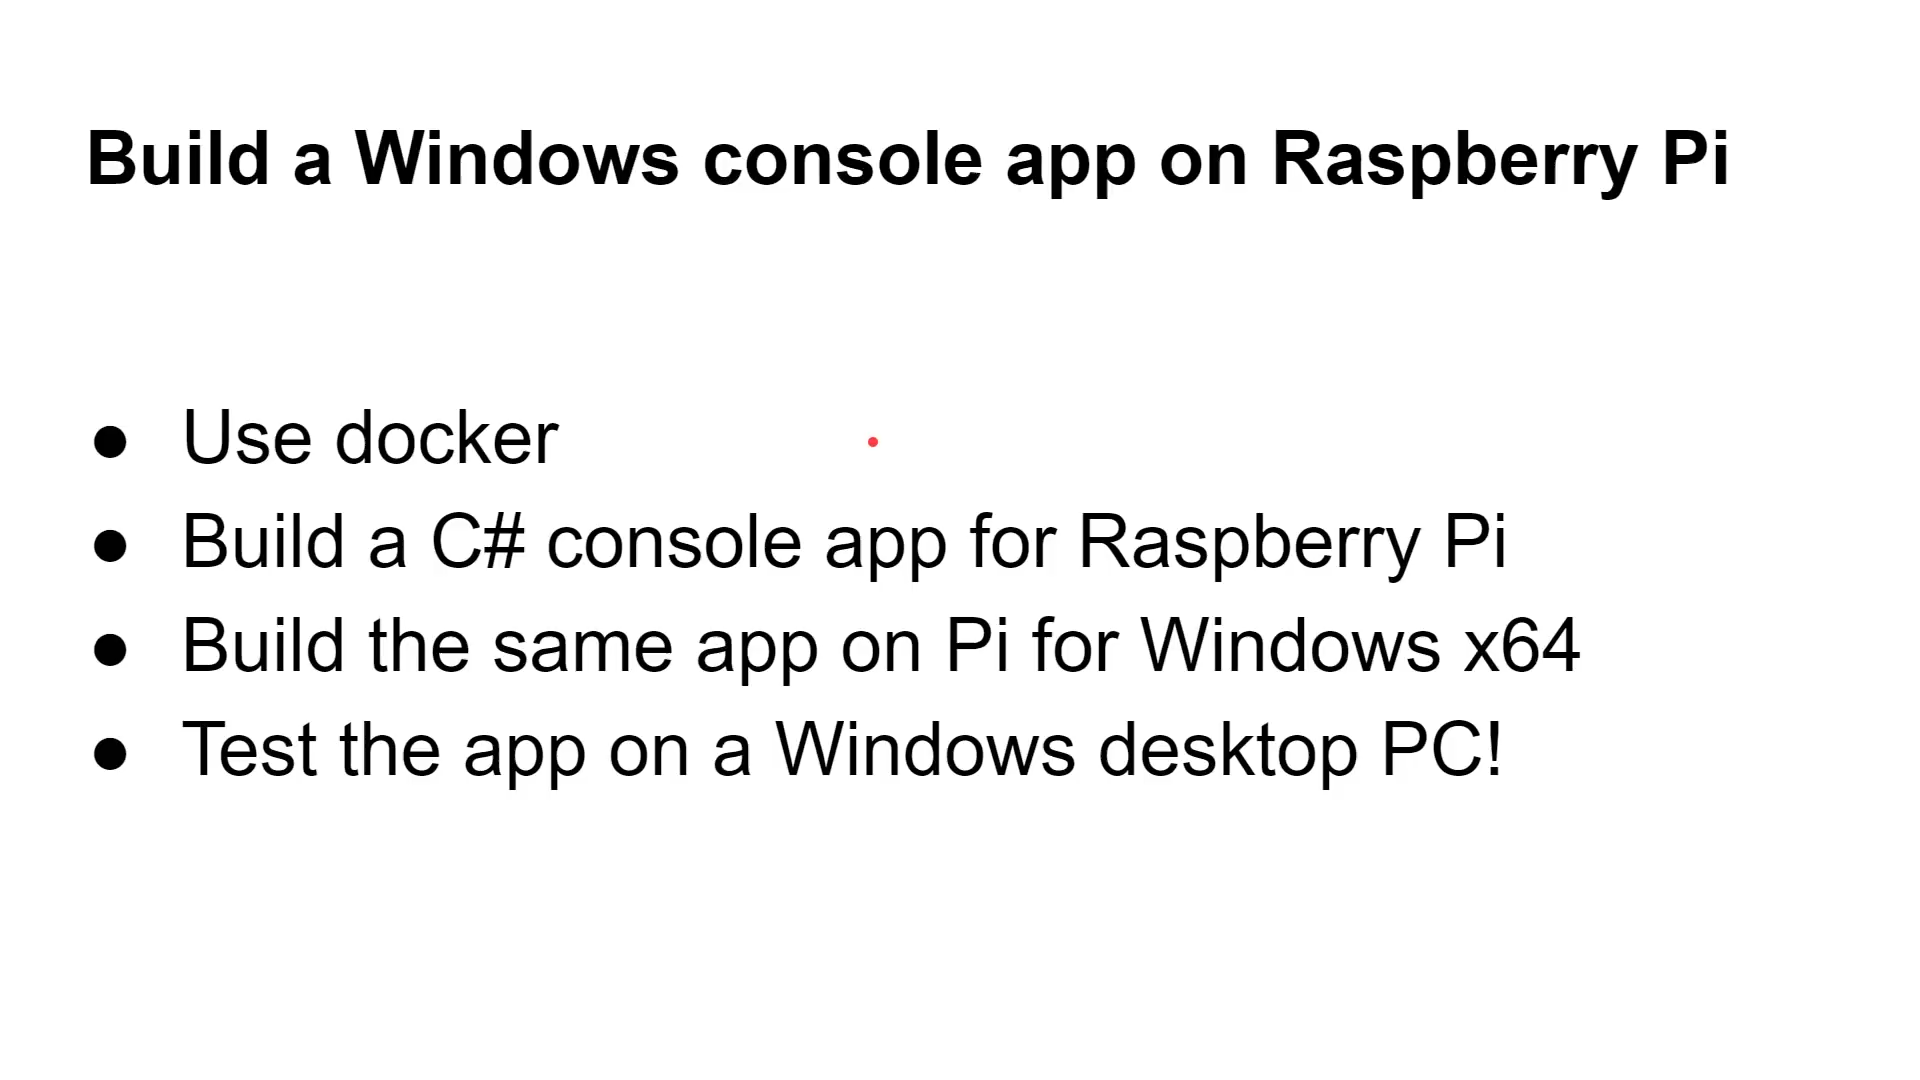 Build a Windows console app on Raspberry Pi
● Use docker
● Build a C# console app for Raspberry Pi
● Build the same app on Pi for Windows x64
● Test the app on a Windows desktop PC!